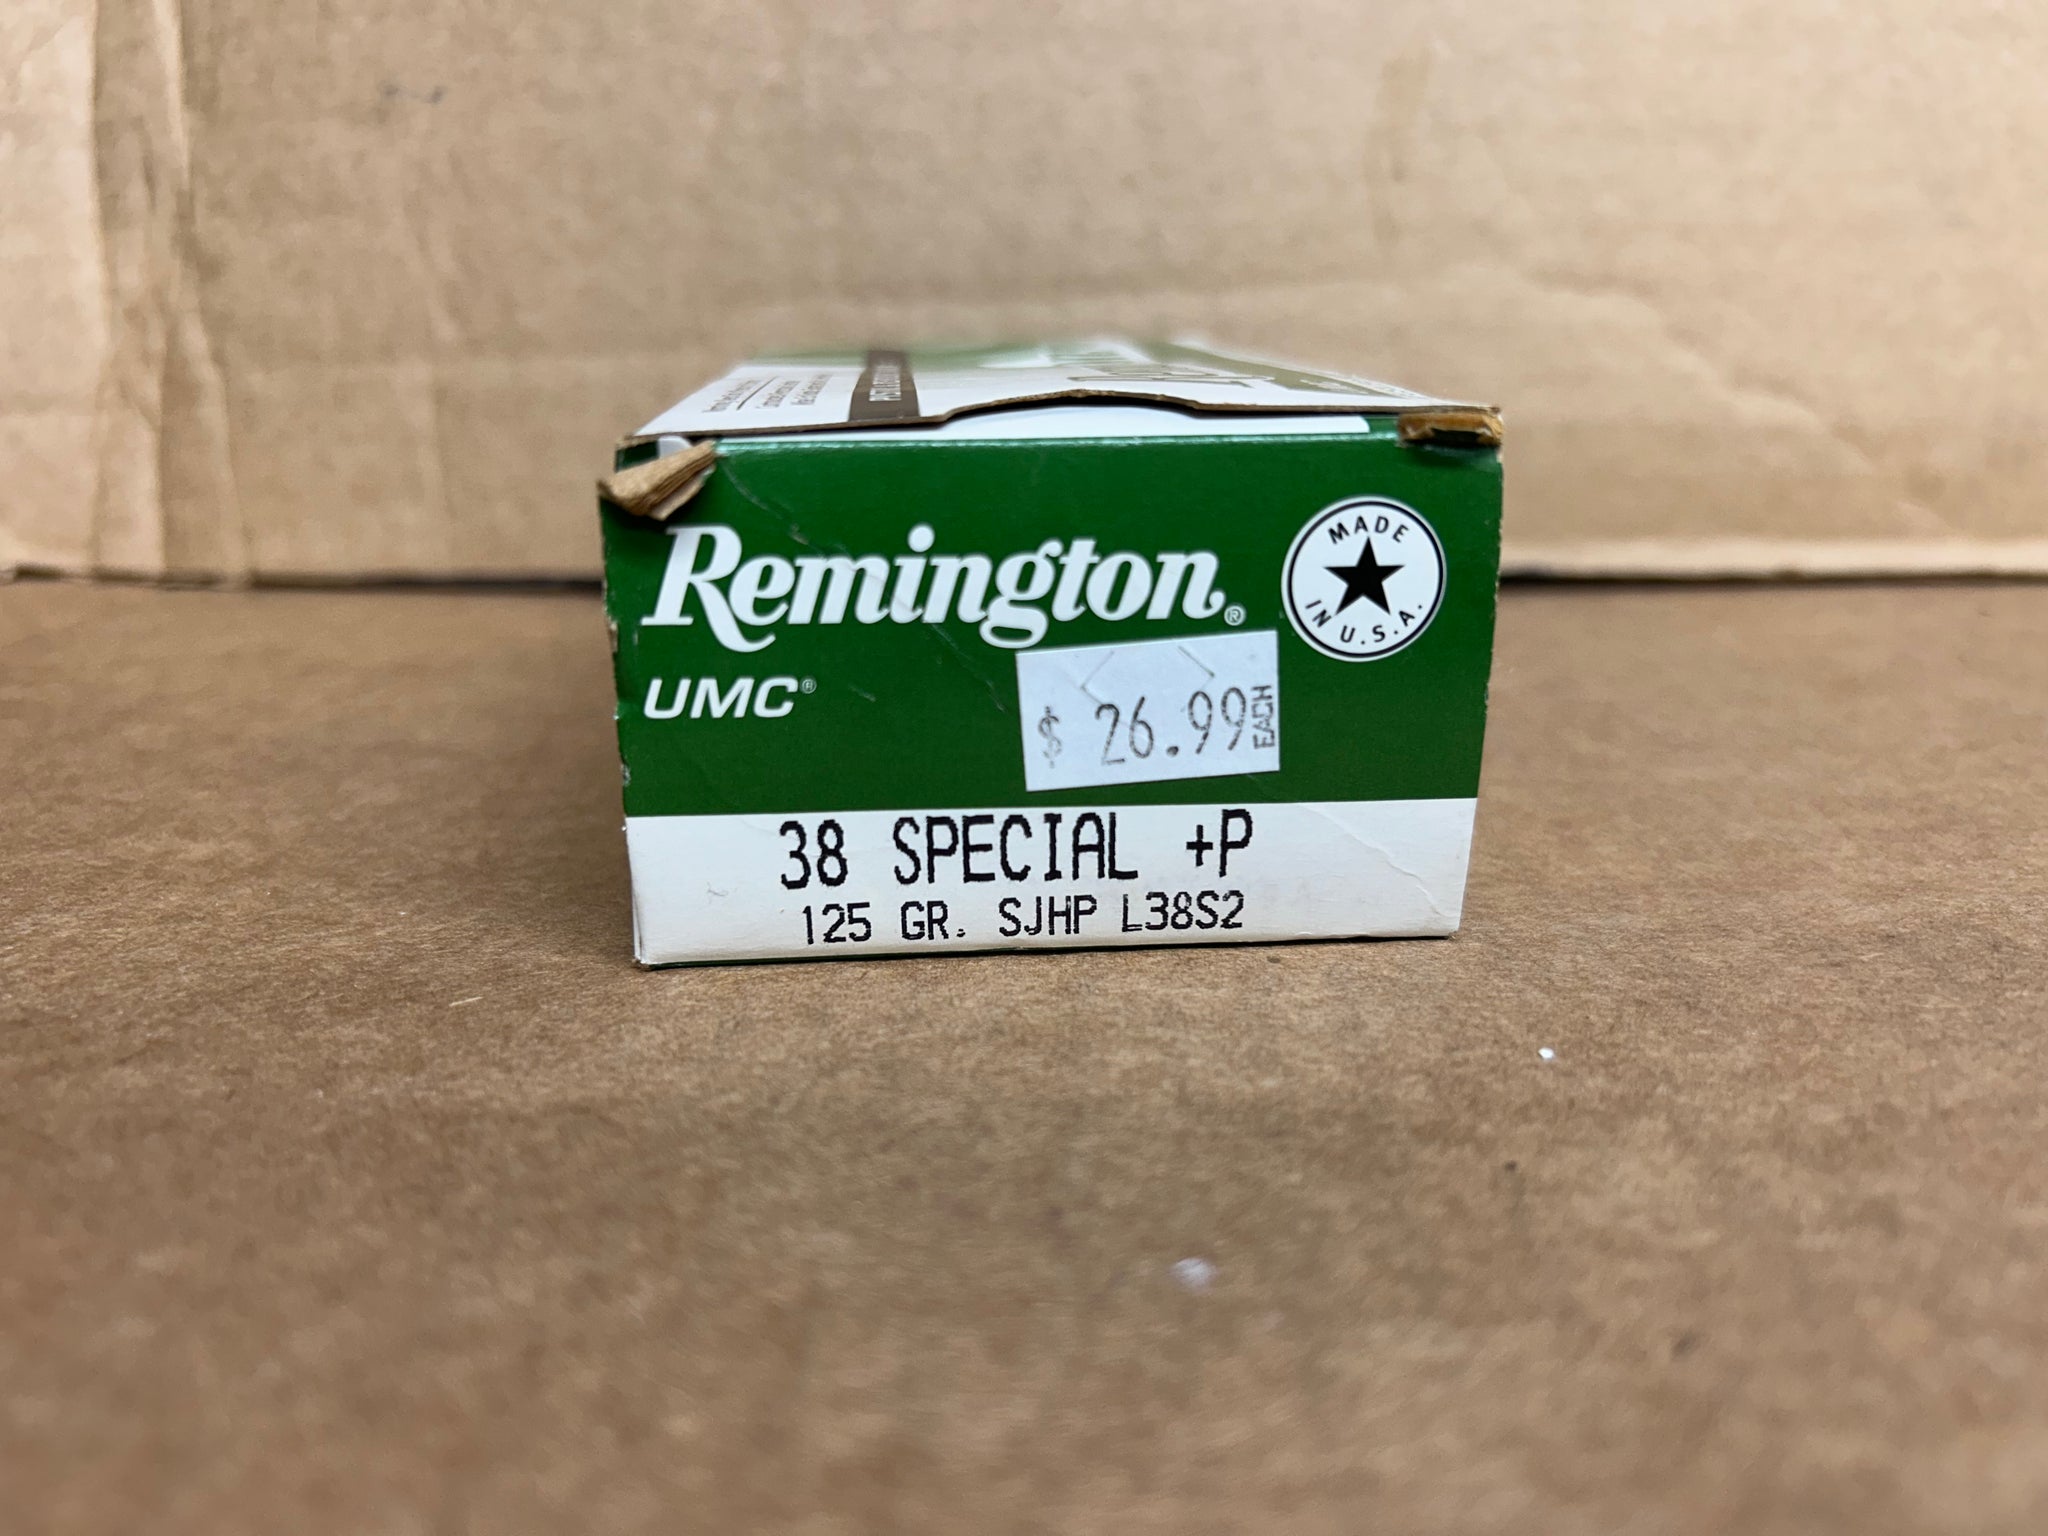 Remington®
MADE IN U.S.A.
UMC®
$ 26.99 EACH
38 SPECIAL +P
125 GR. SJHP L38S2